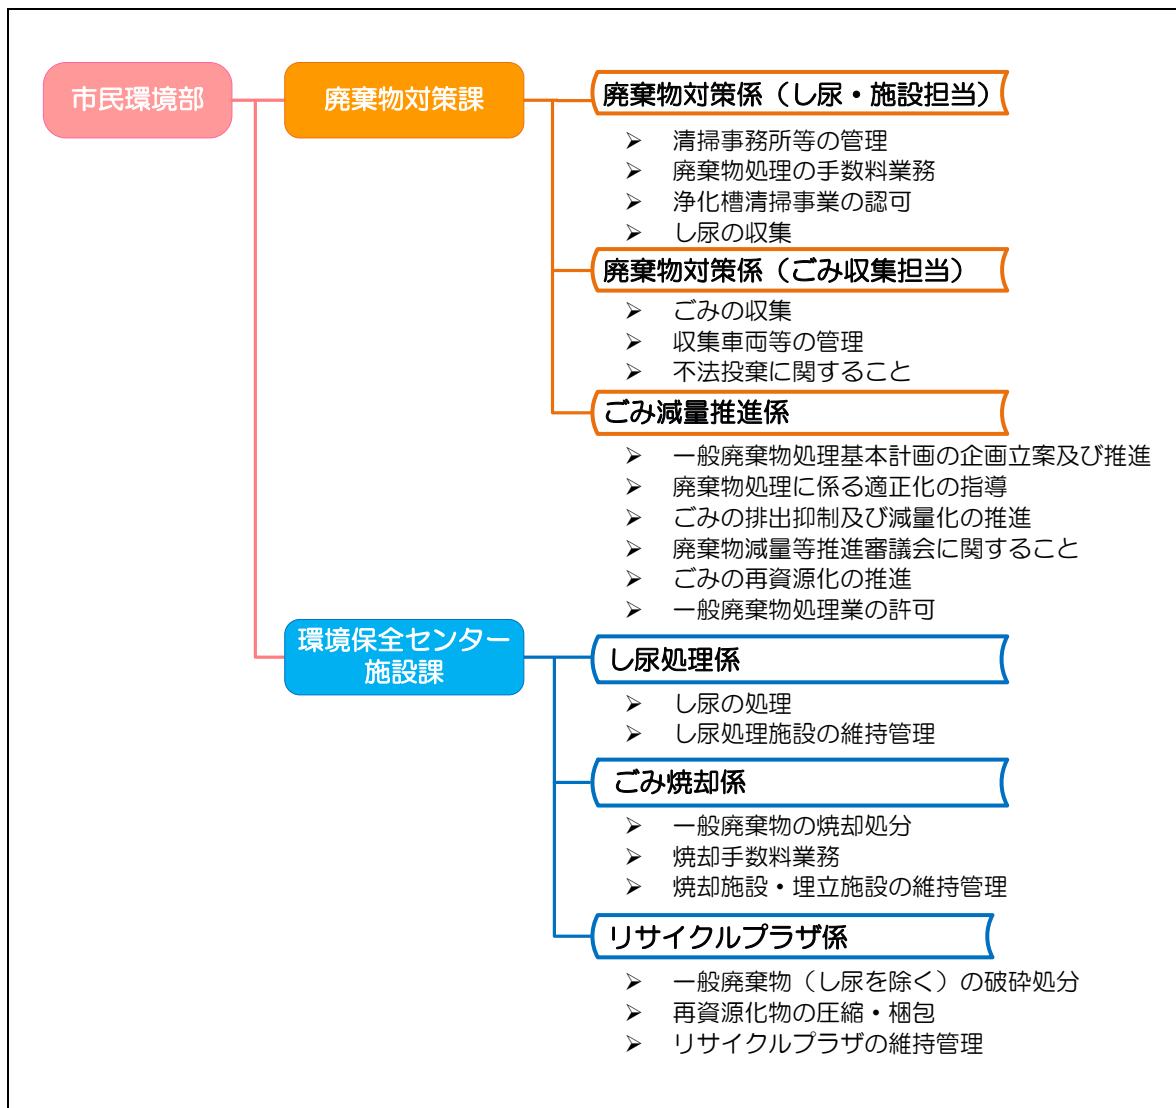 市民環境部
廃棄物対策課
廃棄物対策係（し尿・施設担当）
➢ 清掃事務所等の管理
➢ 廃棄物処理の手数料業務
➢ 浄化槽清掃事業の認可
➢ し尿の収集
廃棄物対策係（ごみ収集担当）
➢ ごみの収集
➢ 収集車両等の管理
➢ 不法投棄に関すること
ごみ減量推進係
➢ 一般廃棄物処理基本計画の企画立案及び推進
➢ 廃棄物処理に係る適正化の指導
➢ ごみの排出抑制及び減量化の推進
➢ 廃棄物減量等推進審議会に関すること
➢ ごみの再資源化の推進
➢ 一般廃棄物処理業の許可
環境保全センター
施設課
し尿処理係
➢ し尿の処理
➢ し尿処理施設の維持管理
ごみ焼却係
➢ 一般廃棄物の焼却処分
➢ 焼却手数料業務
➢ 焼却施設・埋立施設の維持管理
リサイクルプラザ係
➢ 一般廃棄物（し尿を除く）の破砕処分
➢ 再資源化物の圧縮・梱包
➢ リサイクルプラザの維持管理